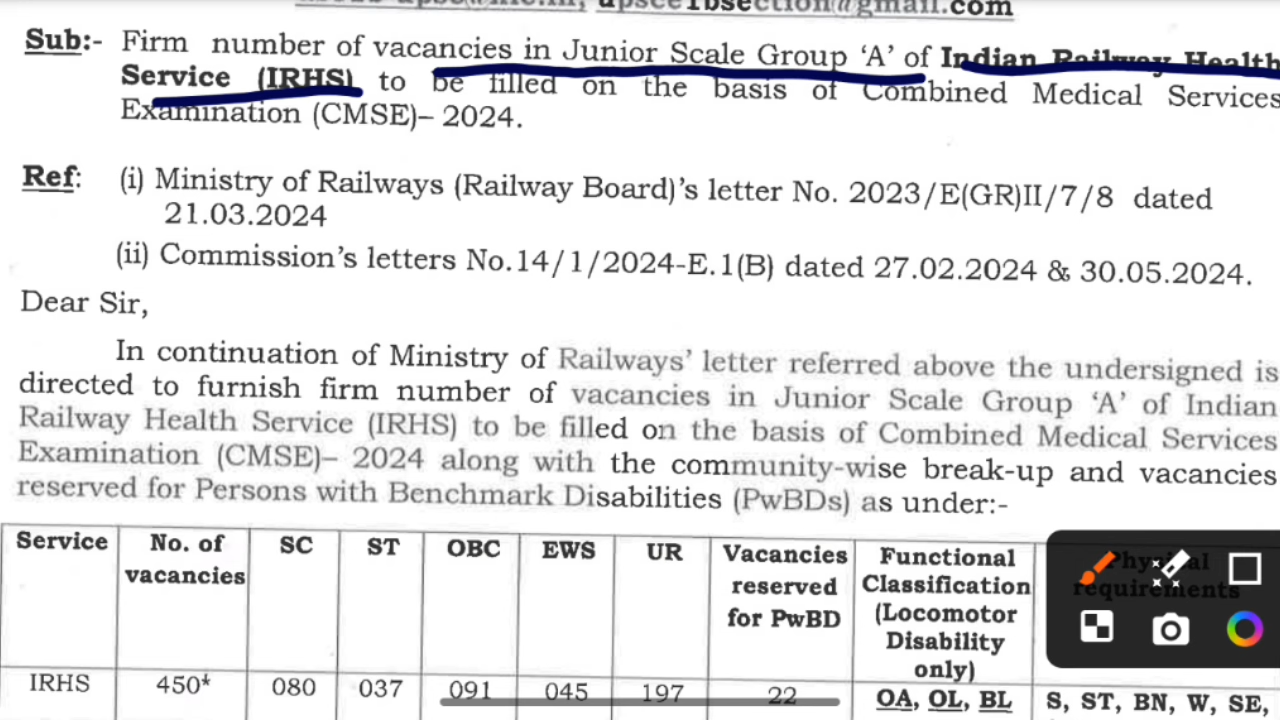 section@gmail.com
Sub:- Firm number of vacancies in Junior Scale Group ‘A’ of Indian Railway Health
Service (IRHS) to be filled on the basis of Combined Medical Services
Examination (CMSE)– 2024.
Ref: (i) Ministry of Railways (Railway Board)’s letter No. 2023/E(GR)II/7/8 dated
21.03.2024
(ii) Commission’s letters No.14/1/2024-E.1(B) dated 27.02.2024 & 30.05.2024.
Dear Sir,
In continuation of Ministry of Railways’ letter referred above the undersigned is
directed to furnish firm number of vacancies in Junior Scale Group ‘A’ of Indian
Railway Health Service (IRHS) to be filled on the basis of Combined Medical Services
Examination (CMSE)– 2024 along with the community-wise break-up and vacancies
reserved for Persons with Benchmark Disabilities (PwBDs) as under:-
Service No. of vacancies SC ST OBC EWS UR Vacancies reserved for PwBD Functional Classification (Locomotor Disability only) Physical requirements
IRHS 450* 080 037 091 045 197 22 OA, OL, BL S, ST, BN, W, SE,